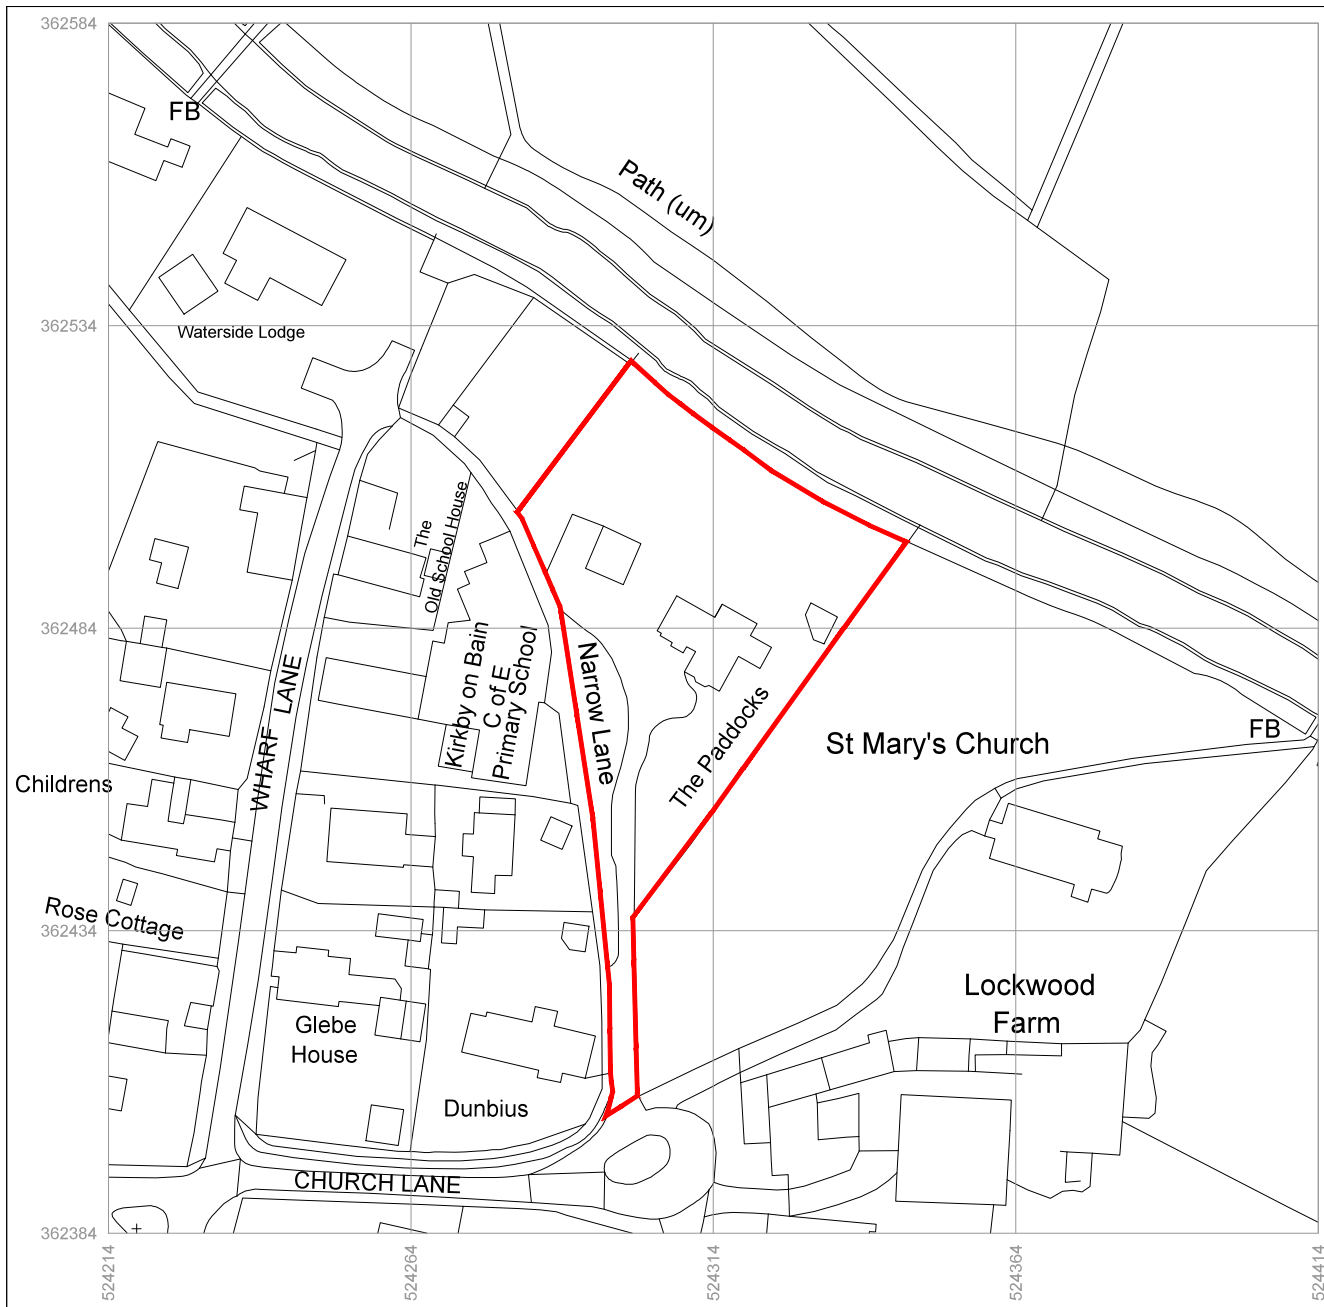 362584
FB
Path (um)
362534
Waterside Lodge
The
Old School House
362484
Kirkby on Bain
C of E
Primary School
Narrow Lane
WHARF LANE
The Paddocks
St Mary's Church
FB
Childrens
Rose Cottage
362434
Lockwood
Farm
Glebe
House
Dunbius
CHURCH LANE
362384
524214
524264
524314
524364
524414